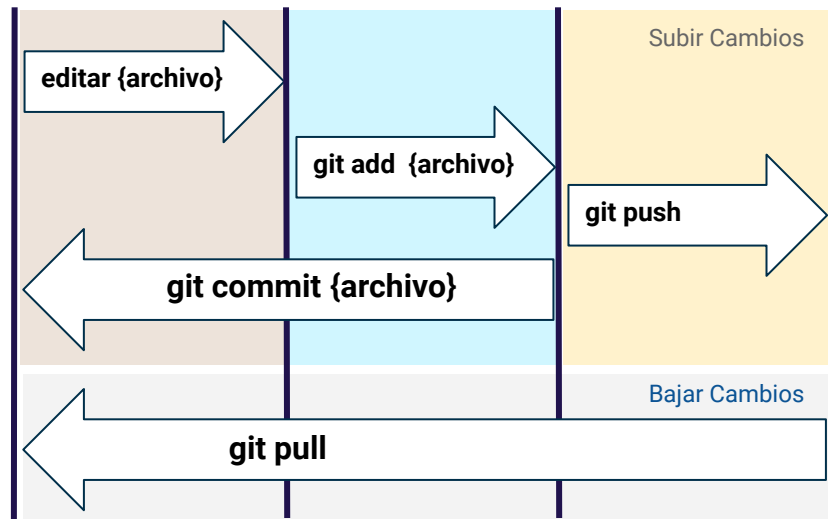 Subir Cambios
editar {archivo}
git add {archivo}
git push
git commit {archivo}
Bajar Cambios
git pull